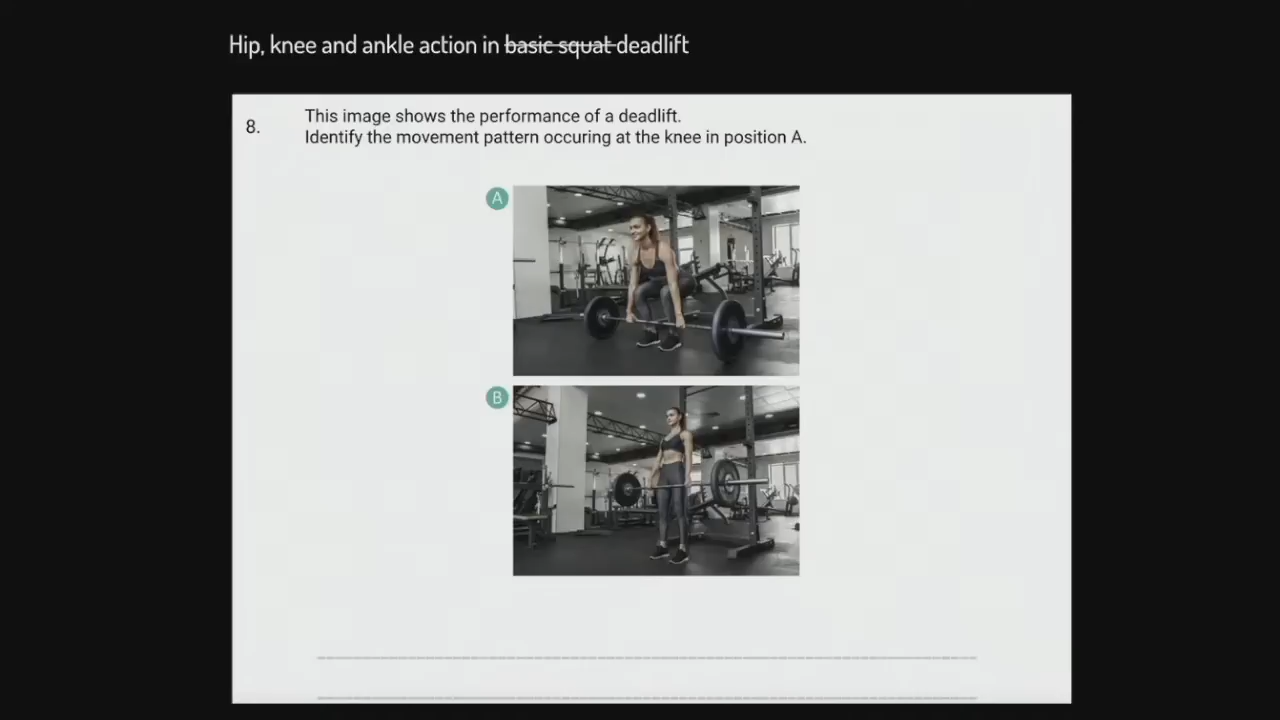 Hip, knee and ankle action in basic squat deadlift
8.
This image shows the performance of a deadlift.
Identify the movement pattern occuring at the knee in position A.
A
B